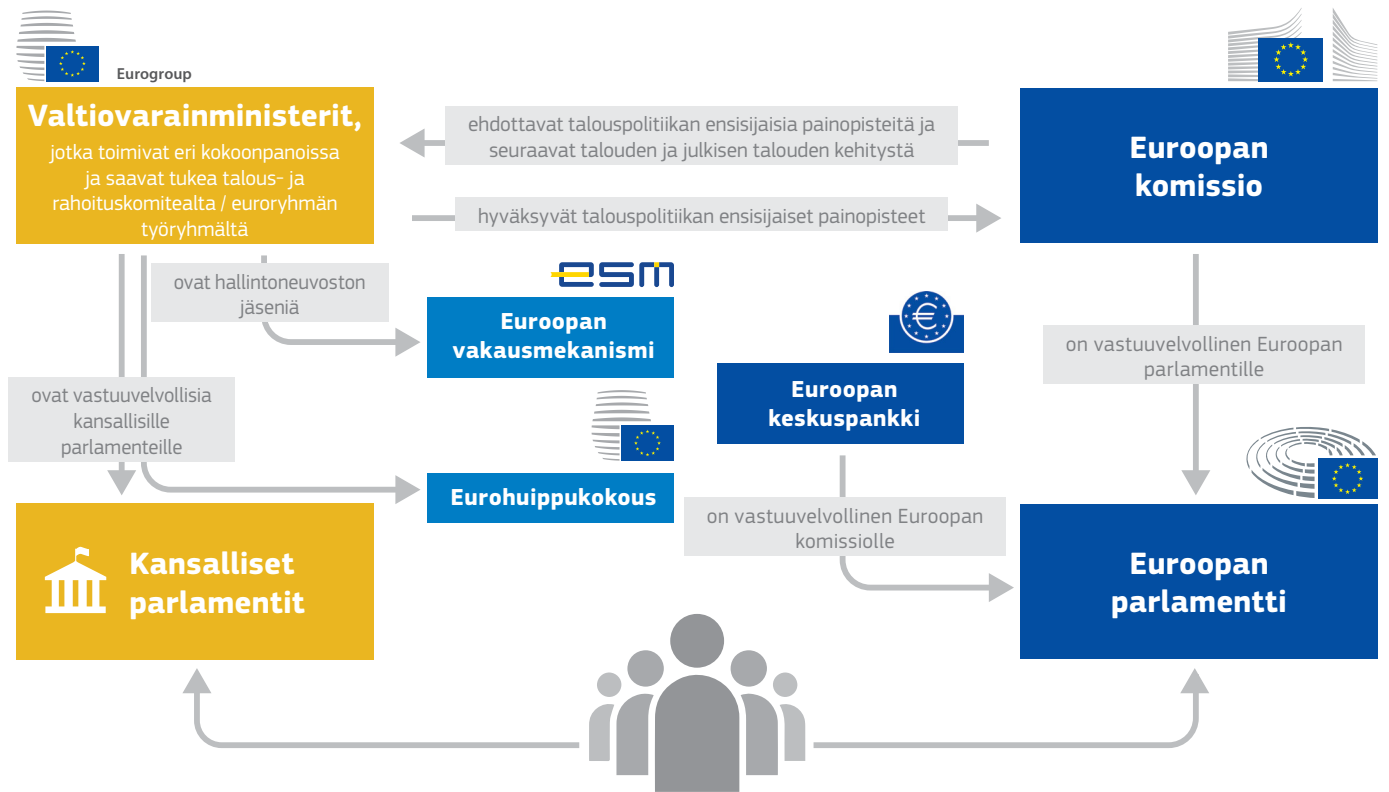 Eurogroup
Valtiovarainministerit,
jotka toimivat eri kokoonpanoissa
ja saavat tukea talous- ja
rahoituskomitealta / euroryhmän
työryhmältä
ehdottavat talouspolitiikan ensisijaisia painopisteitä ja
seuraavat talouden ja julkisen talouden kehitystä
hyväksyvät talouspolitiikan ensisijaiset painopisteet
Euroopan
komissio
ovat hallintoneuvoston
jäseniä
esm
Euroopan
vakausmekanismi
€
Euroopan
keskuspankki
on vastuuvelvollinen Euroopan
parlamentille
ovat vastuuvelvollisia
kansallisille
parlamenteille
Eurohuippukokous
on vastuuvelvollinen Euroopan
komissiolle
Kansalliset
parlamentit
Euroopan
parlamentti